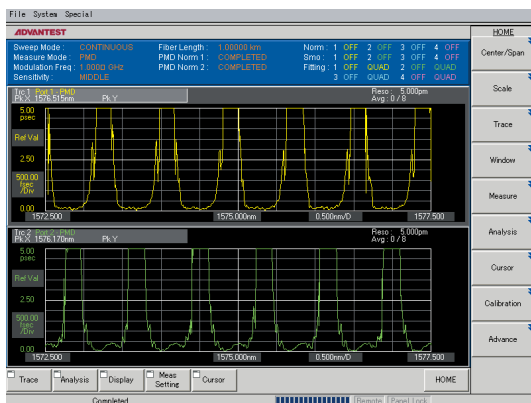 File System Special
ADVANTEST
HOME
Sweep Mode : CONTINUOUS Fiber Length : 1.00000 km Norm : 1 OFF 2 OFF 3 OFF 4 OFF
Measure Mode : PMD PMD Norm 1 : COMPLETED Smo : 1 OFF 2 OFF 3 OFF 4 OFF
Modulation Freq : 1.000G GHz PMD Norm 2 : COMPLETED Fitting : 1 OFF QUAD 2 OFF QUAD
Sensitivity : MIDDLE 3 OFF QUAD 4 OFF QUAD
Center/Span
Scale
Trace
Window
Measure
Analysis
Cursor
Calibration
Advance
Trc 1 Port 1 - PMD Reso : 5.000pm
Pk X 1576.515nm Pk Y Avg : 0 / 8
5.00
psec
Ref Val
2.50
500.00
fsec
/Div
0.00
1572.500 1575.000nm 0.500nm/D 1577.500
Trc 2 Port 2 - PMD Reso : 5.000pm
Pk X 1576.170nm Pk Y Avg : 0 / 8
5.00
psec
Ref Val
2.50
500.00
fsec
/Div
0.00
1572.500 1575.000nm 0.500nm/D 1577.500
Trace Analysis Display Meas Setting Cursor HOME
Completed Remote Panel Lock